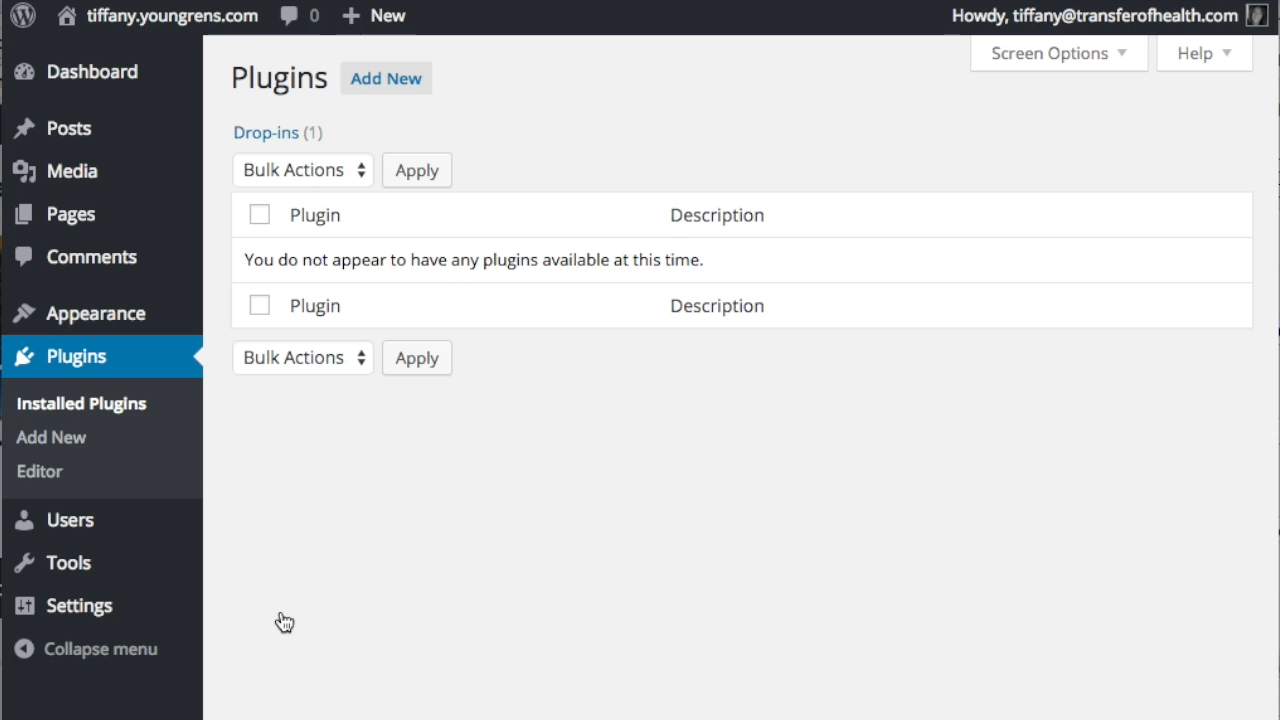 tiffany.youngrens.com 0 New Howdy, tiffany@transferofhealth.com
Screen Options Help
Dashboard
Posts
Media
Pages
Comments
Appearance
Plugins
Installed Plugins
Add New
Editor
Users
Tools
Settings
Collapse menu
Plugins Add New
Drop-ins (1)
Bulk Actions Apply
Plugin Description
You do not appear to have any plugins available at this time.
Plugin Description
Bulk Actions Apply